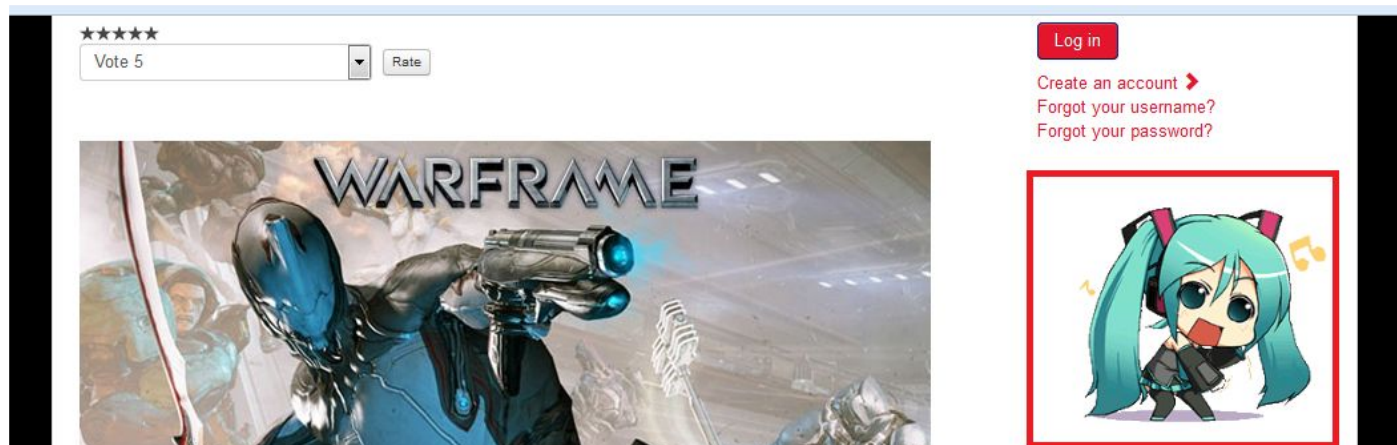 ★★★★★
Vote 5
Rate
WARFRAME
Log in
Create an account
Forgot your username?
Forgot your password?